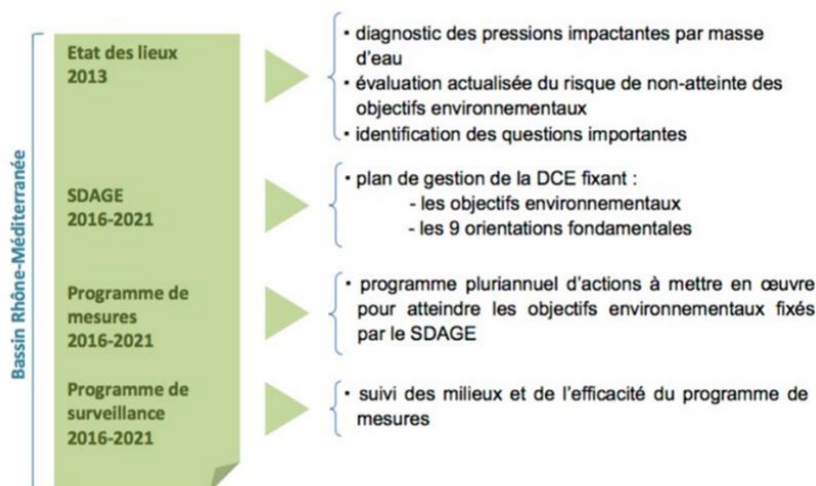 Bassin Rhône-Méditerranée
Etat des lieux
2013
• diagnostic des pressions impactantes par masse
d'eau
• évaluation actualisée du risque de non-atteinte des
objectifs environnementaux
• identification des questions importantes
SDAGE
2016-2021
• plan de gestion de la DCE fixant :
- les objectifs environnementaux
- les 9 orientations fondamentales
Programme de
mesures
2016-2021
• programme pluriannuel d'actions à mettre en œuvre
pour atteindre les objectifs environnementaux fixés
par le SDAGE
Programme de
surveillance
2016-2021
• suivi des milieux et de l'efficacité du programme de
mesures